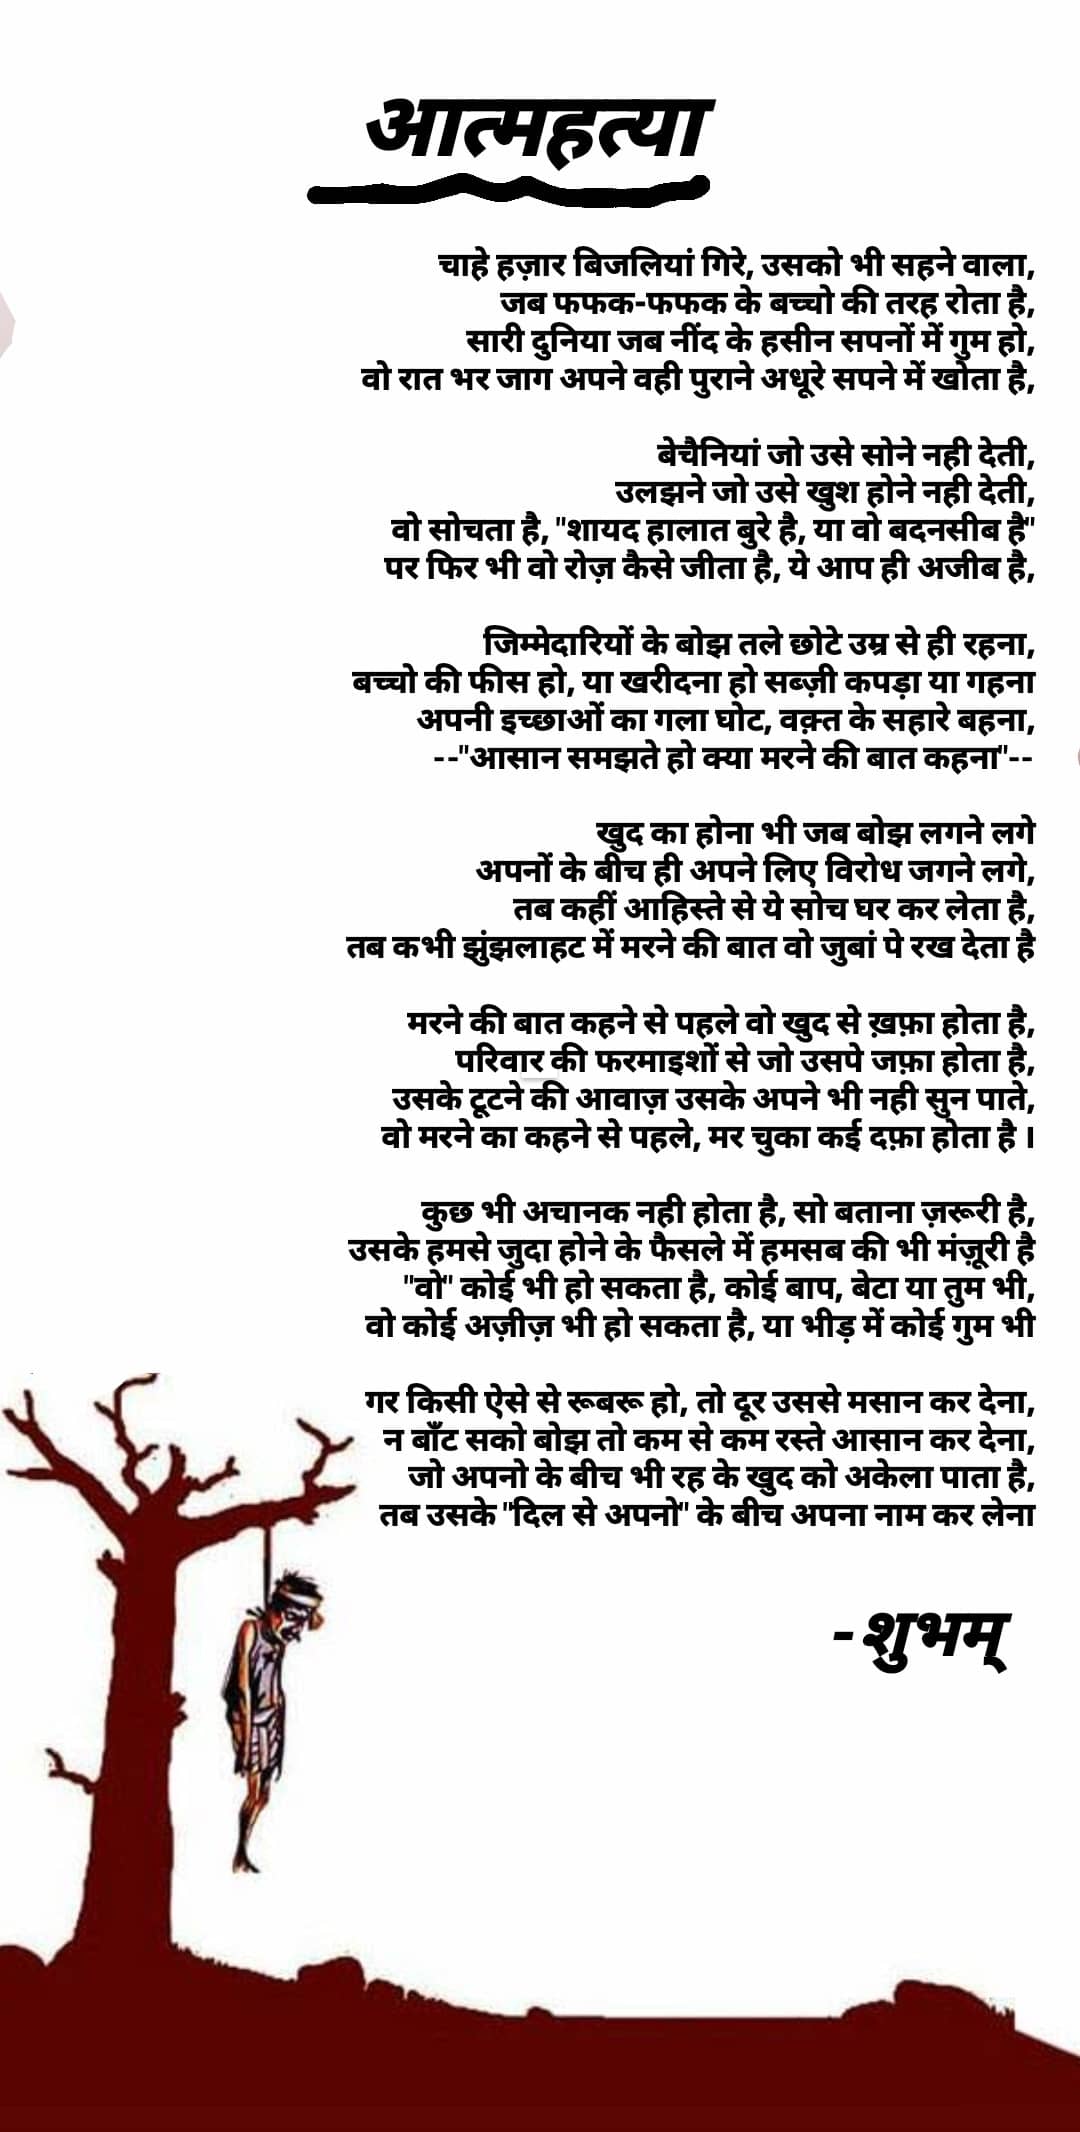 आत्महत्या
चाहे हज़ार बिजलियां गिरे, उसको भी सहने वाला,
जब फफक-फफक के बच्चो की तरह रोता है,
सारी दुनिया जब नींद के हसीन सपनों में गुम हो,
वो रात भर जाग अपने वही पुराने अधूरे सपने में खोता है,
बेचैनियां जो उसे सोने नही देती,
उलझने जो उसे खुश होने नही देती,
वो सोचता है, "शायद हालात बुरे है, या वो बदनसीब है"
पर फिर भी वो रोज़ कैसे जीता है, ये आप ही अजीब है,
जिम्मेदारियों के बोझ तले छोटे उम्र से ही रहना,
बच्चो की फीस हो, या खरीदना हो सब्ज़ी कपड़ा या गहना
अपनी इच्छाओं का गला घोट, वक़्त के सहारे बहना,
--"आसान समझते हो क्या मरने की बात कहना"--
खुद का होना भी जब बोझ लगने लगे
अपनों के बीच ही अपने लिए विरोध जगने लगे,
तब कहीं आहिस्ते से ये सोच घर कर लेता है,
तब कभी झुंझलाहट में मरने की बात वो जुबां पे रख देता है
मरने की बात कहने से पहले वो खुद से ख़फ़ा होता है,
परिवार की फरमाइशों से जो उसपे जफ़ा होता है,
उसके टूटने की आवाज़ उसके अपने भी नही सुन पाते,
वो मरने का कहने से पहले, मर चुका कई दफ़ा होता है ।
कुछ भी अचानक नही होता है, सो बताना ज़रूरी है,
उसके हमसे जुदा होने के फैसले में हमसब की भी मंज़ूरी है
"वो" कोई भी हो सकता है, कोई बाप, बेटा या तुम भी,
वो कोई अज़ीज़ भी हो सकता है, या भीड़ में कोई गुम भी
गर किसी ऐसे से रूबरू हो, तो दूर उससे मसान कर देना,
न बाँट सको बोझ तो कम से कम रस्ते आसान कर देना,
जो अपनो के बीच भी रह के खुद को अकेला पाता है,
तब उसके "दिल से अपनो" के बीच अपना नाम कर लेना
-शुभम्